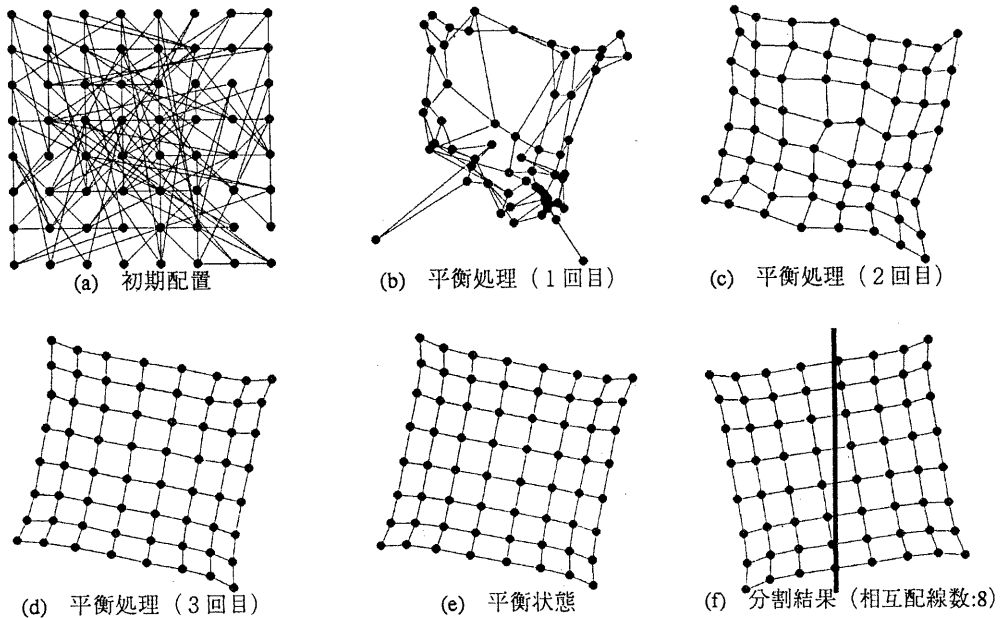 (a) 初期配置
(b) 平衡処理（1回目）
(c) 平衡処理（2回目）
(d) 平衡処理（3回目）
(e) 平衡状態
(f) 分割結果（相互配線数:8）